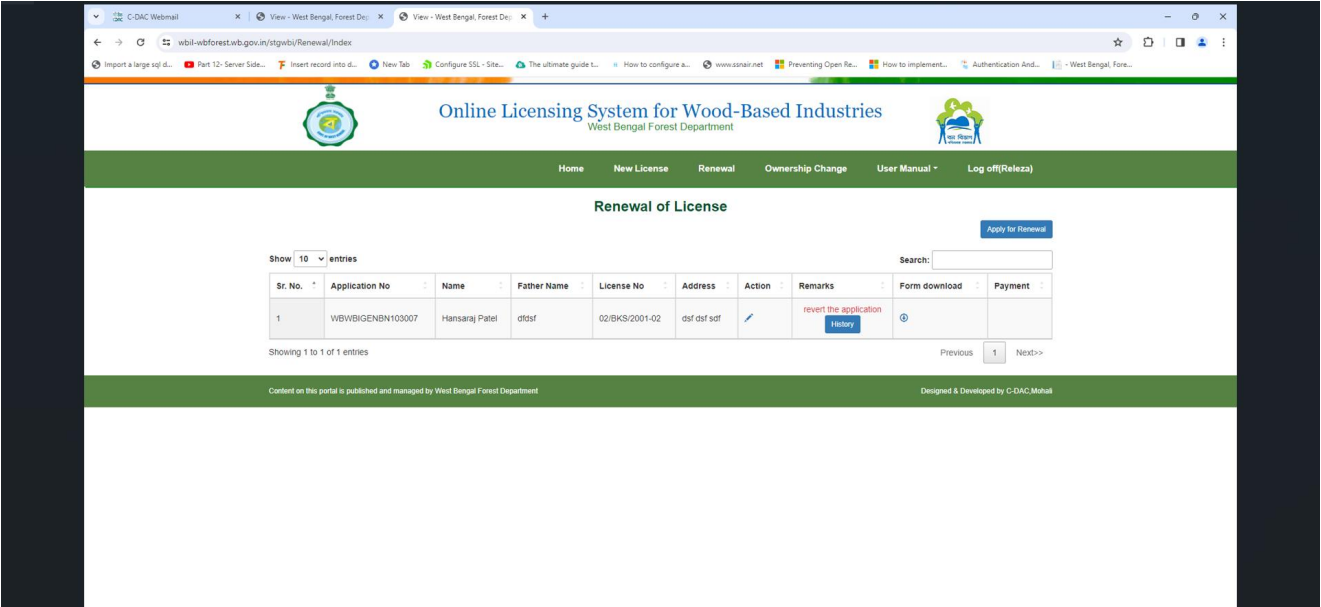 C-DAC Webmail
View - West Bengal, Forest Dep
View - West Bengal, Forest Dep
wbil-wbforest.wb.gov.in/stgwbi/Renewal/Index
Import a large sql d...
Part 12- Server Side...
Insert record into d...
New Tab
Configure SSL - Site...
The ultimate guide t...
How to configure a...
www.ssnair.net
Preventing Open Re...
How to implement...
Authentication And...
- West Bengal, Fore...
Online Licensing System for Wood-Based Industries
West Bengal Forest Department
Home New License Renewal Ownership Change User Manual Log off(Releza)
Renewal of License
Apply for Renewal
Show 10 entries
Search:
Sr. No. Application No Name Father Name License No Address Action Remarks Form download Payment
1 WBWBIGENBN103007 Hansaraj Patel dfdsf 02/BKS/2001-02 dsf dsf sdf revert the application
History
Showing 1 to 1 of 1 entries
Previous 1 Next>>
Content on this portal is published and managed by West Bengal Forest Department
Designed & Developed by C-DAC,Mohali